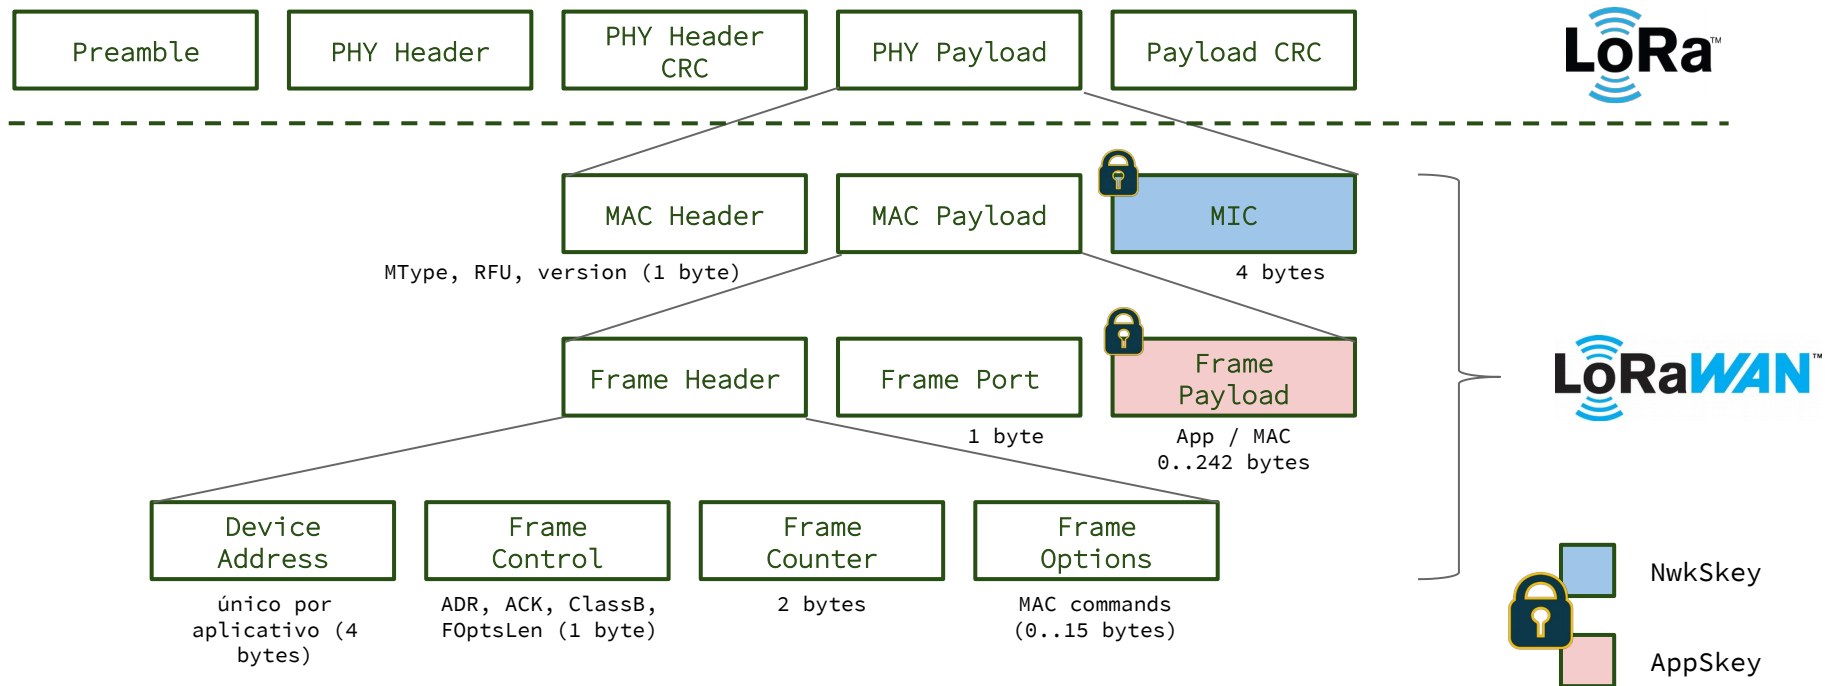 Preamble
PHY Header
PHY Header
CRC
PHY Payload
Payload CRC
LoRa™
MAC Header
MAC Payload
MIC
MType, RFU, version (1 byte)
4 bytes
Frame Header
Frame Port
Frame
Payload
LoRaWAN™
1 byte
App / MAC
0..242 bytes
Device
Address
Frame
Control
Frame
Counter
Frame
Options
único por
aplicativo (4
bytes)
ADR, ACK, ClassB,
FOptsLen (1 byte)
2 bytes
MAC commands
(0..15 bytes)
NwkSkey
AppSkey